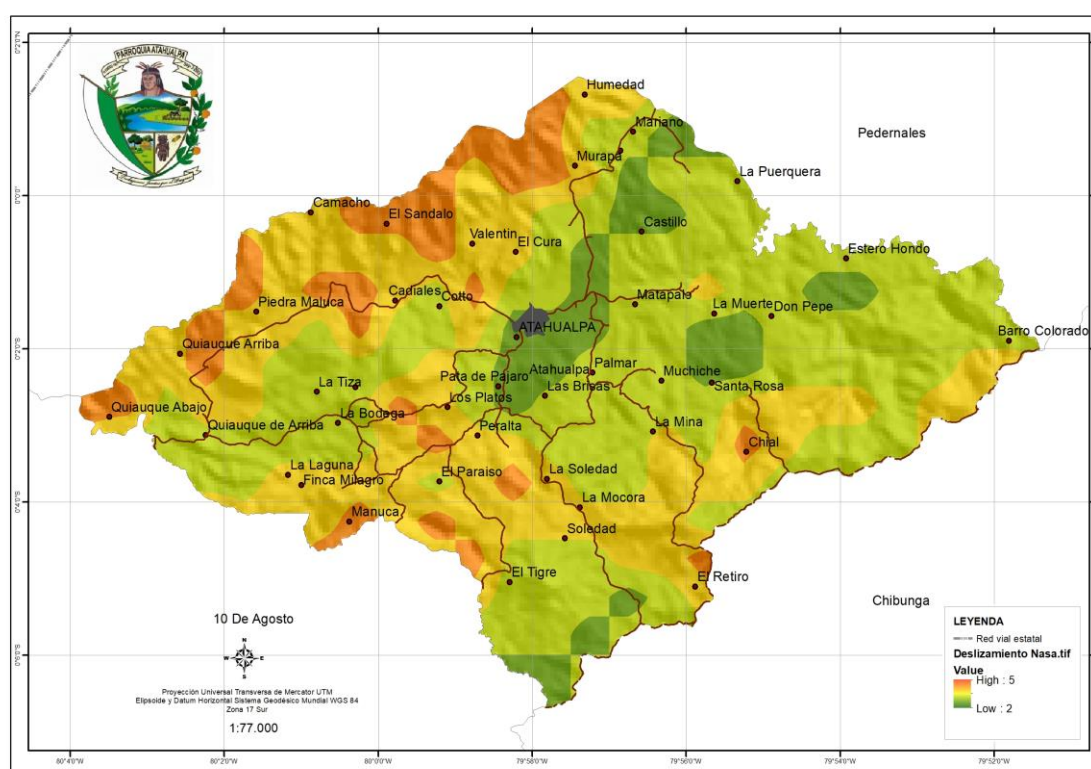 PARROQUIA ATAHUALPA
0°2'0"N
0°0'0"
0°2'0"S
0°4'0"S
0°6'0"S
Humedad
Mariano
Pedernales
Murapa
La Puerquera
Camacho
El Sandalo
Castillo
Valentin
El Cura
Estero Hondo
Cadiales
Cotto
Matapalo
Piedra Maluca
La Muerte
Don Pepe
ATAHUALPA
Barro Colorado
Quiauque Arriba
Atahualpa
Palmar
Muchiche
La Tiza
Pata de Pajaro
Las Brisas
Santa Rosa
Quiauque Abajo
La Bodega
Los Platos
Quiauque de Arriba
Peralta
La Mina
Chial
La Laguna
Finca Milagro
El Paraiso
La Soledad
La Mocora
Manuca
Soledad
El Tigre
El Retiro
Chibunga
10 De Agosto
N
W E
S
Proyección Universal Transversa de Mercator UTM
Elipsoide y Datum Horizontal Sistema Geodésico Mundial WGS 84
Zona 17 Sur
1:77.000
LEYENDA
Red vial estatal
Deslizamiento Nasa.tif
Value
High : 5
Low : 2
80°4'0"W
80°2'0"W
80°0'0"W
79°58'0"W
79°56'0"W
79°54'0"W
79°52'0"W